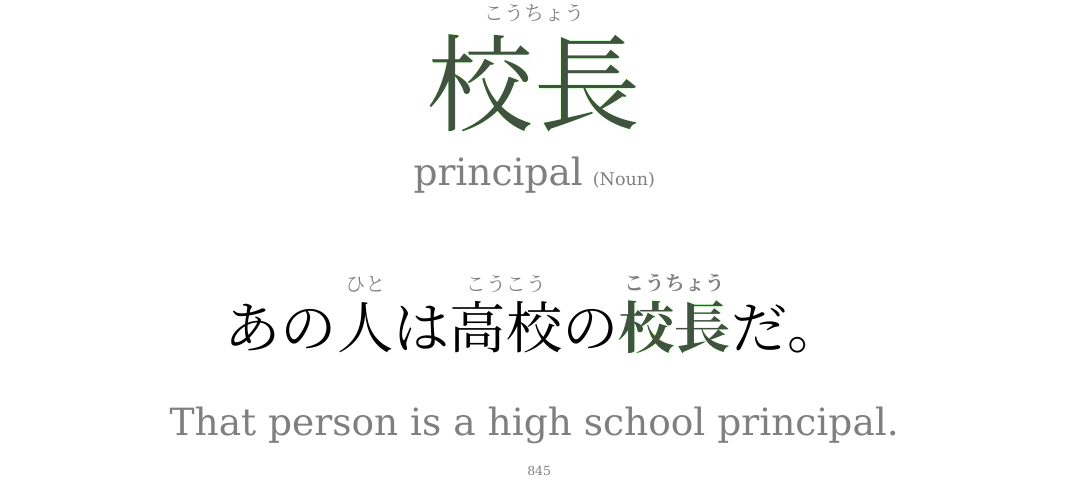 こうちょう
校長
principal (Noun)
ひと こうこう こうちょう
あの人は高校の校長だ。
That person is a high school principal.
845